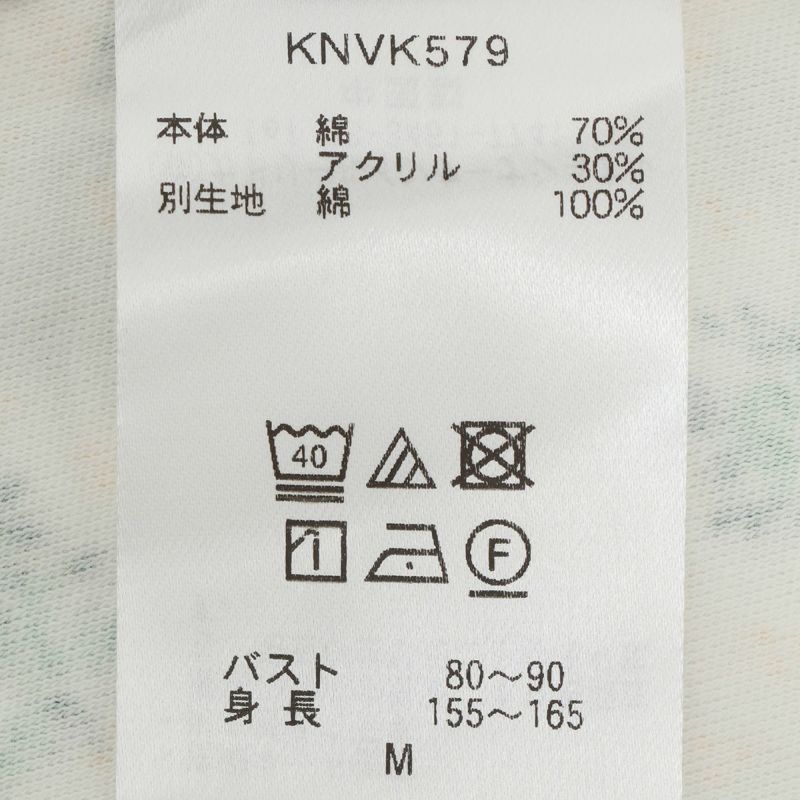 KNVK579
本体 綿 70%
アクリル 30%
別生地 綿 100%
40
F
バスト 80〜90
身長 155〜165
M